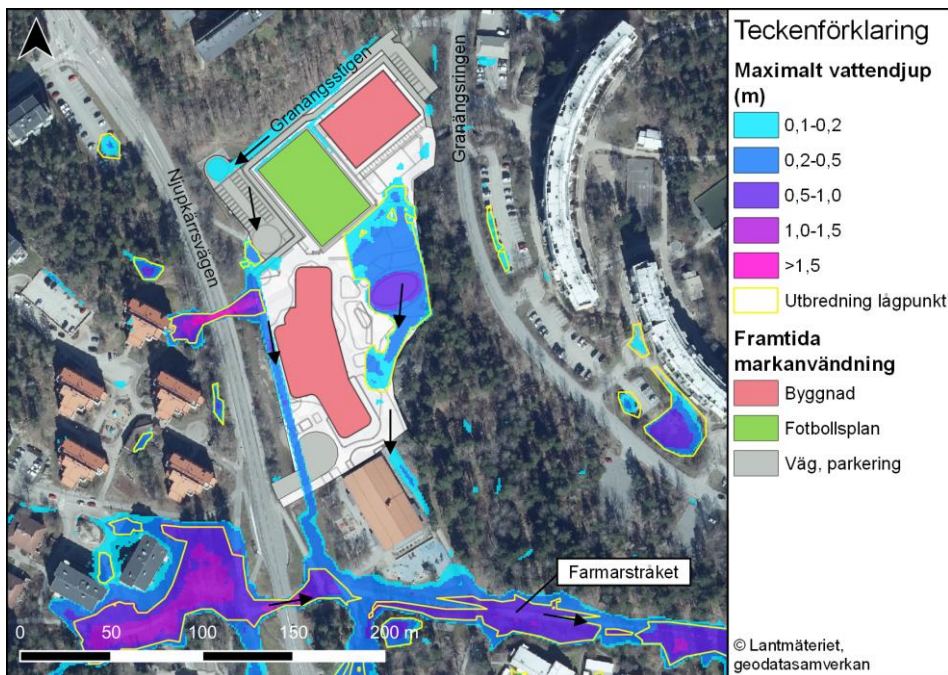 Granängsstigen
Granängsringen
Njupkärrsvägen
Farmarstråket
0
50
100
150
200 m
Teckenförklaring
Maximalt vattendjup
(m)
0,1-0,2
0,2-0,5
0,5-1,0
1,0-1,5
>1,5
Utbredning lågpunkt
Framtida
markanvändning
Byggnad
Fotbollsplan
Väg, parkering
© Lantmäteriet,
geodatasamverkan